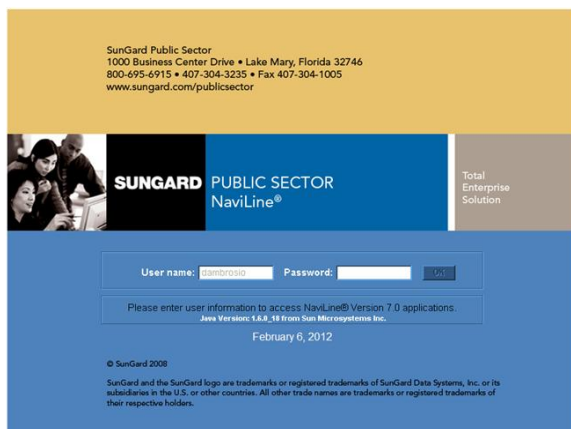 SunGard Public Sector
1000 Business Center Drive • Lake Mary, Florida 32746
800-695-6915 • 407-304-3235 • Fax 407-304-1005
www.sungard.com/publicsector
SUNGARD PUBLIC SECTOR
NaviLine®
Total
Enterprise
Solution
User name: dambrosio Password: OK
Please enter user information to access NaviLine® Version 7.0 applications.
Java Version: 1.6.0_18 from Sun Microsystems Inc.
February 6, 2012
© SunGard 2008
SunGard and the SunGard logo are trademarks or registered trademarks of SunGard Data Systems, Inc. or its
subsidiaries in the U.S. or other countries. All other trade names are trademarks or registered trademarks of
their respective holders.